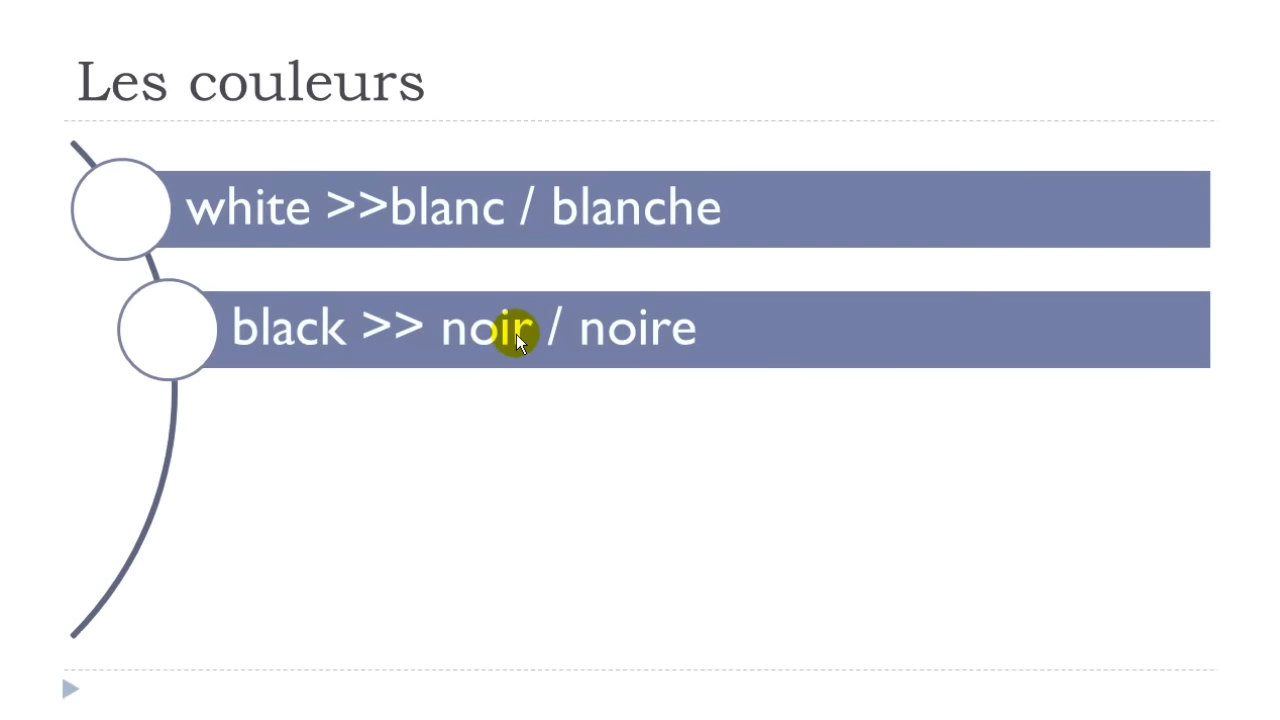 Les couleurs
white >>blanc / blanche
black >> noir / noire